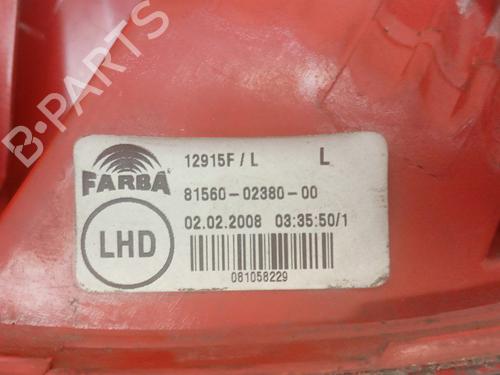 12915F / L L
FARBA
81560-02380-00
LHD
02.02.2008 03:35:50/1
081058229
B-PARTS